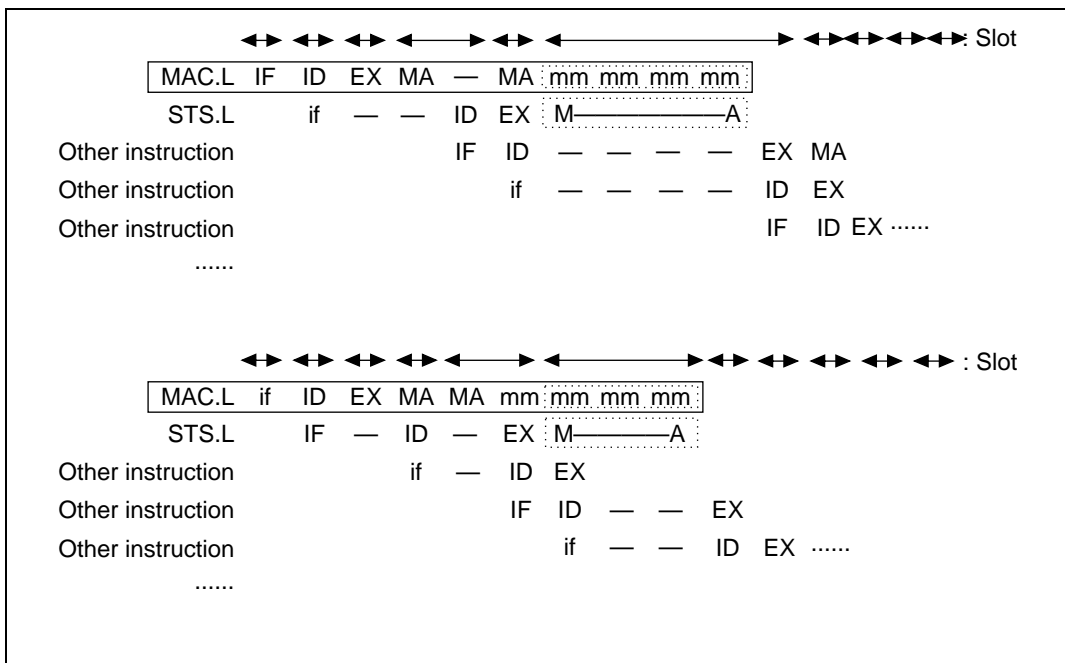 : Slot
MAC.L IF ID EX MA — MA mm mm mm mm
STS.L if — — ID EX M———————A
Other instruction IF ID — — — — EX MA
Other instruction if — — — — ID EX
Other instruction IF ID EX ······
······
: Slot
MAC.L if ID EX MA MA mm mm mm mm
STS.L IF — ID — EX M————A
Other instruction if — ID EX
Other instruction IF ID — — EX
Other instruction if — — ID EX ······
······